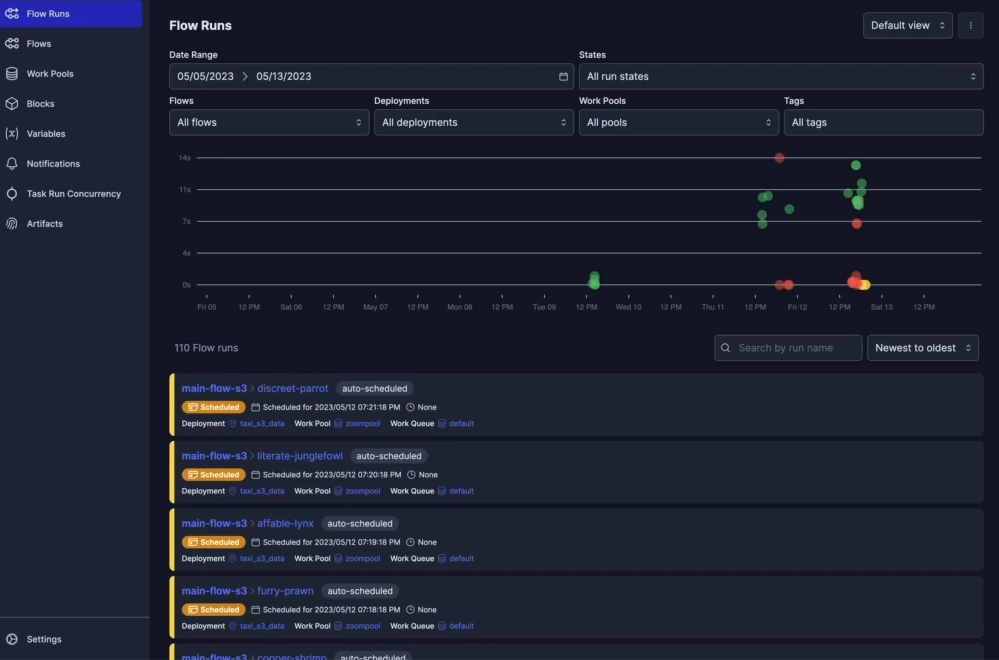 Flow Runs
Flows
Work Pools
Blocks
Variables
Notifications
Task Run Concurrency
Artifacts
Settings
Flow Runs
Default view
Date Range
States
05/05/2023 > 05/13/2023
All run states
Flows
Deployments
Work Pools
Tags
All flows
All deployments
All pools
All tags
14s
11s
7s
4s
0s
Fri 05 12 PM Sat 06 12 PM May 07 12 PM Mon 08 12 PM Tue 09 12 PM Wed 10 12 PM Thu 11 12 PM Fri 12 12 PM Sat 13 12 PM
110 Flow runs
Search by run name
Newest to oldest
main-flow-s3 > discreet-parrot auto-scheduled
Scheduled Scheduled for 2023/05/12 07:21:18 PM None
Deployment taxi_s3_data Work Pool zoompool Work Queue default
main-flow-s3 > literate-junglefowl auto-scheduled
Scheduled Scheduled for 2023/05/12 07:20:18 PM None
Deployment taxi_s3_data Work Pool zoompool Work Queue default
main-flow-s3 > affable-lynx auto-scheduled
Scheduled Scheduled for 2023/05/12 07:19:18 PM None
Deployment taxi_s3_data Work Pool zoompool Work Queue default
main-flow-s3 > furry-prawn auto-scheduled
Scheduled Scheduled for 2023/05/12 07:18:18 PM None
Deployment taxi_s3_data Work Pool zoompool Work Queue default
main-flow-s3 > copper-shrimp auto-scheduled